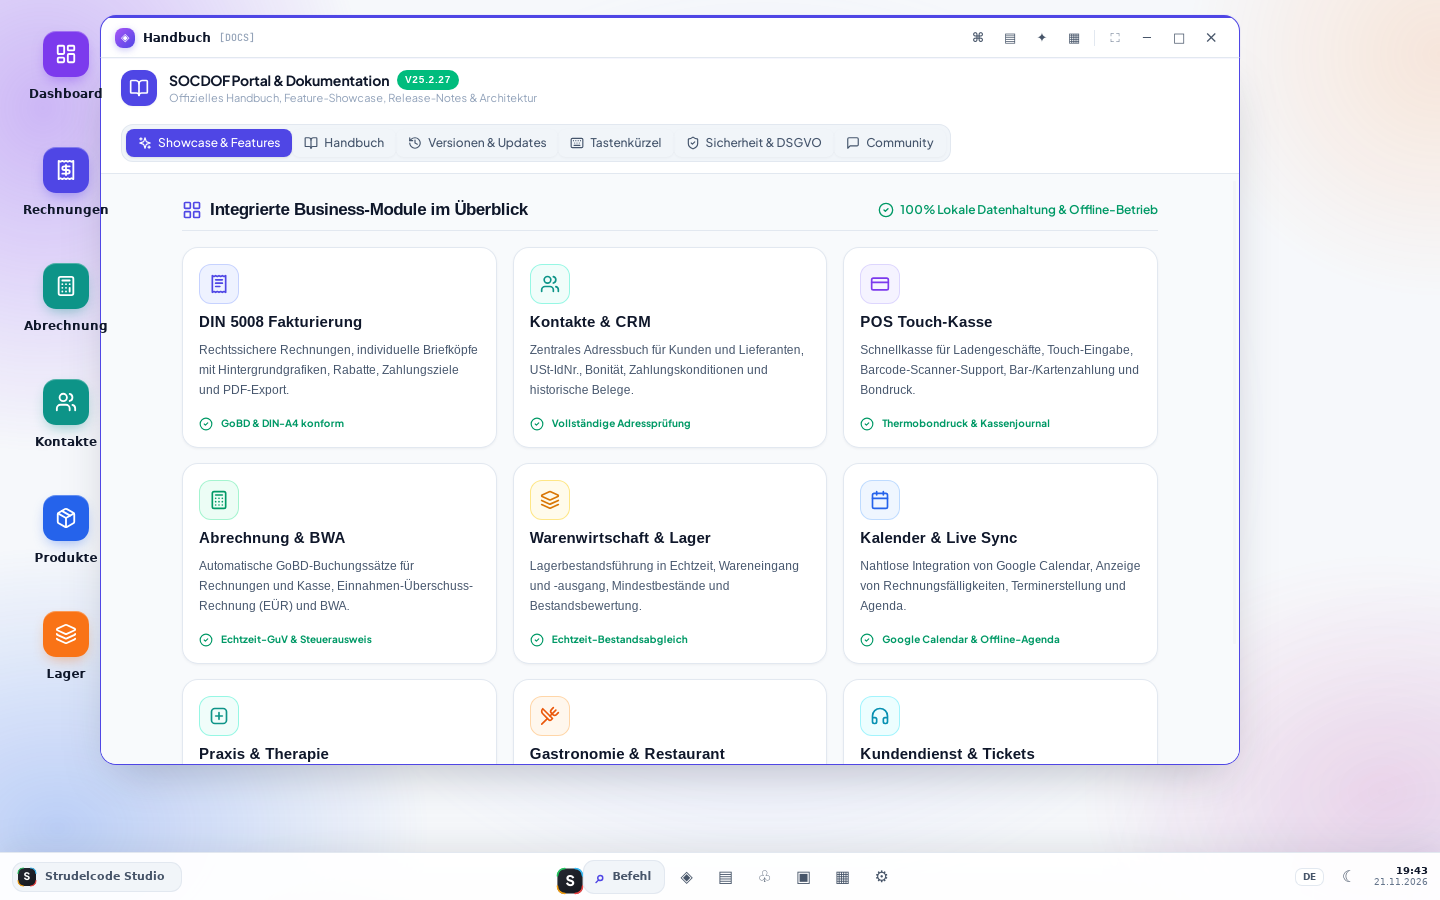 Handbuch [DOCS]
SOCDOF Portal & Dokumentation V25.2.27
Offizielles Handbuch, Feature-Showcase, Release-Notes & Architektur
Showcase & Features
Handbuch
Versionen & Updates
Tastenkürzel
Sicherheit & DSGVO
Community
Integrierte Business-Module im Überblick
100% Lokale Datenhaltung & Offline-Betrieb
DIN 5008 Fakturierung
Rechtssichere Rechnungen, individuelle Briefköpfe
mit Hintergrundgrafiken, Rabatte, Zahlungsziele
und PDF-Export.
GoBD & DIN-A4 konform
Kontakte & CRM
Zentrales Adressbuch für Kunden und Lieferanten,
USt-IdNr., Bonität, Zahlungskonditionen und
historische Belege.
Vollständige Adressprüfung
POS Touch-Kasse
Schnellkasse für Ladengeschäfte, Touch-Eingabe,
Barcode-Scanner-Support, Bar-/Kartenzahlung und
Bondruck.
Thermobondruck & Kassenjournal
Abrechnung & BWA
Automatische GoBD-Buchungssätze für
Rechnungen und Kasse, Einnahmen-Überschuss-
Rechnung (EÜR) und BWA.
Echtzeit-GuV & Steuerausweis
Warenwirtschaft & Lager
Lagerbestandsführung in Echtzeit, Wareneingang
und -ausgang, Mindestbestände und
Bestandsbewertung.
Echtzeit-Bestandsabgleich
Kalender & Live Sync
Nahtlose Integration von Google Calendar, Anzeige
von Rechnungsfälligkeiten, Terminerstellung und
Agenda.
Google Calendar & Offline-Agenda
Praxis & Therapie
Gastronomie & Restaurant
Kundendienst & Tickets
Dashboard
Rechnungen
Abrechnung
Kontakte
Produkte
Lager
S Strudelcode Studio
S
Befehl
DE
19:43
21.11.2026